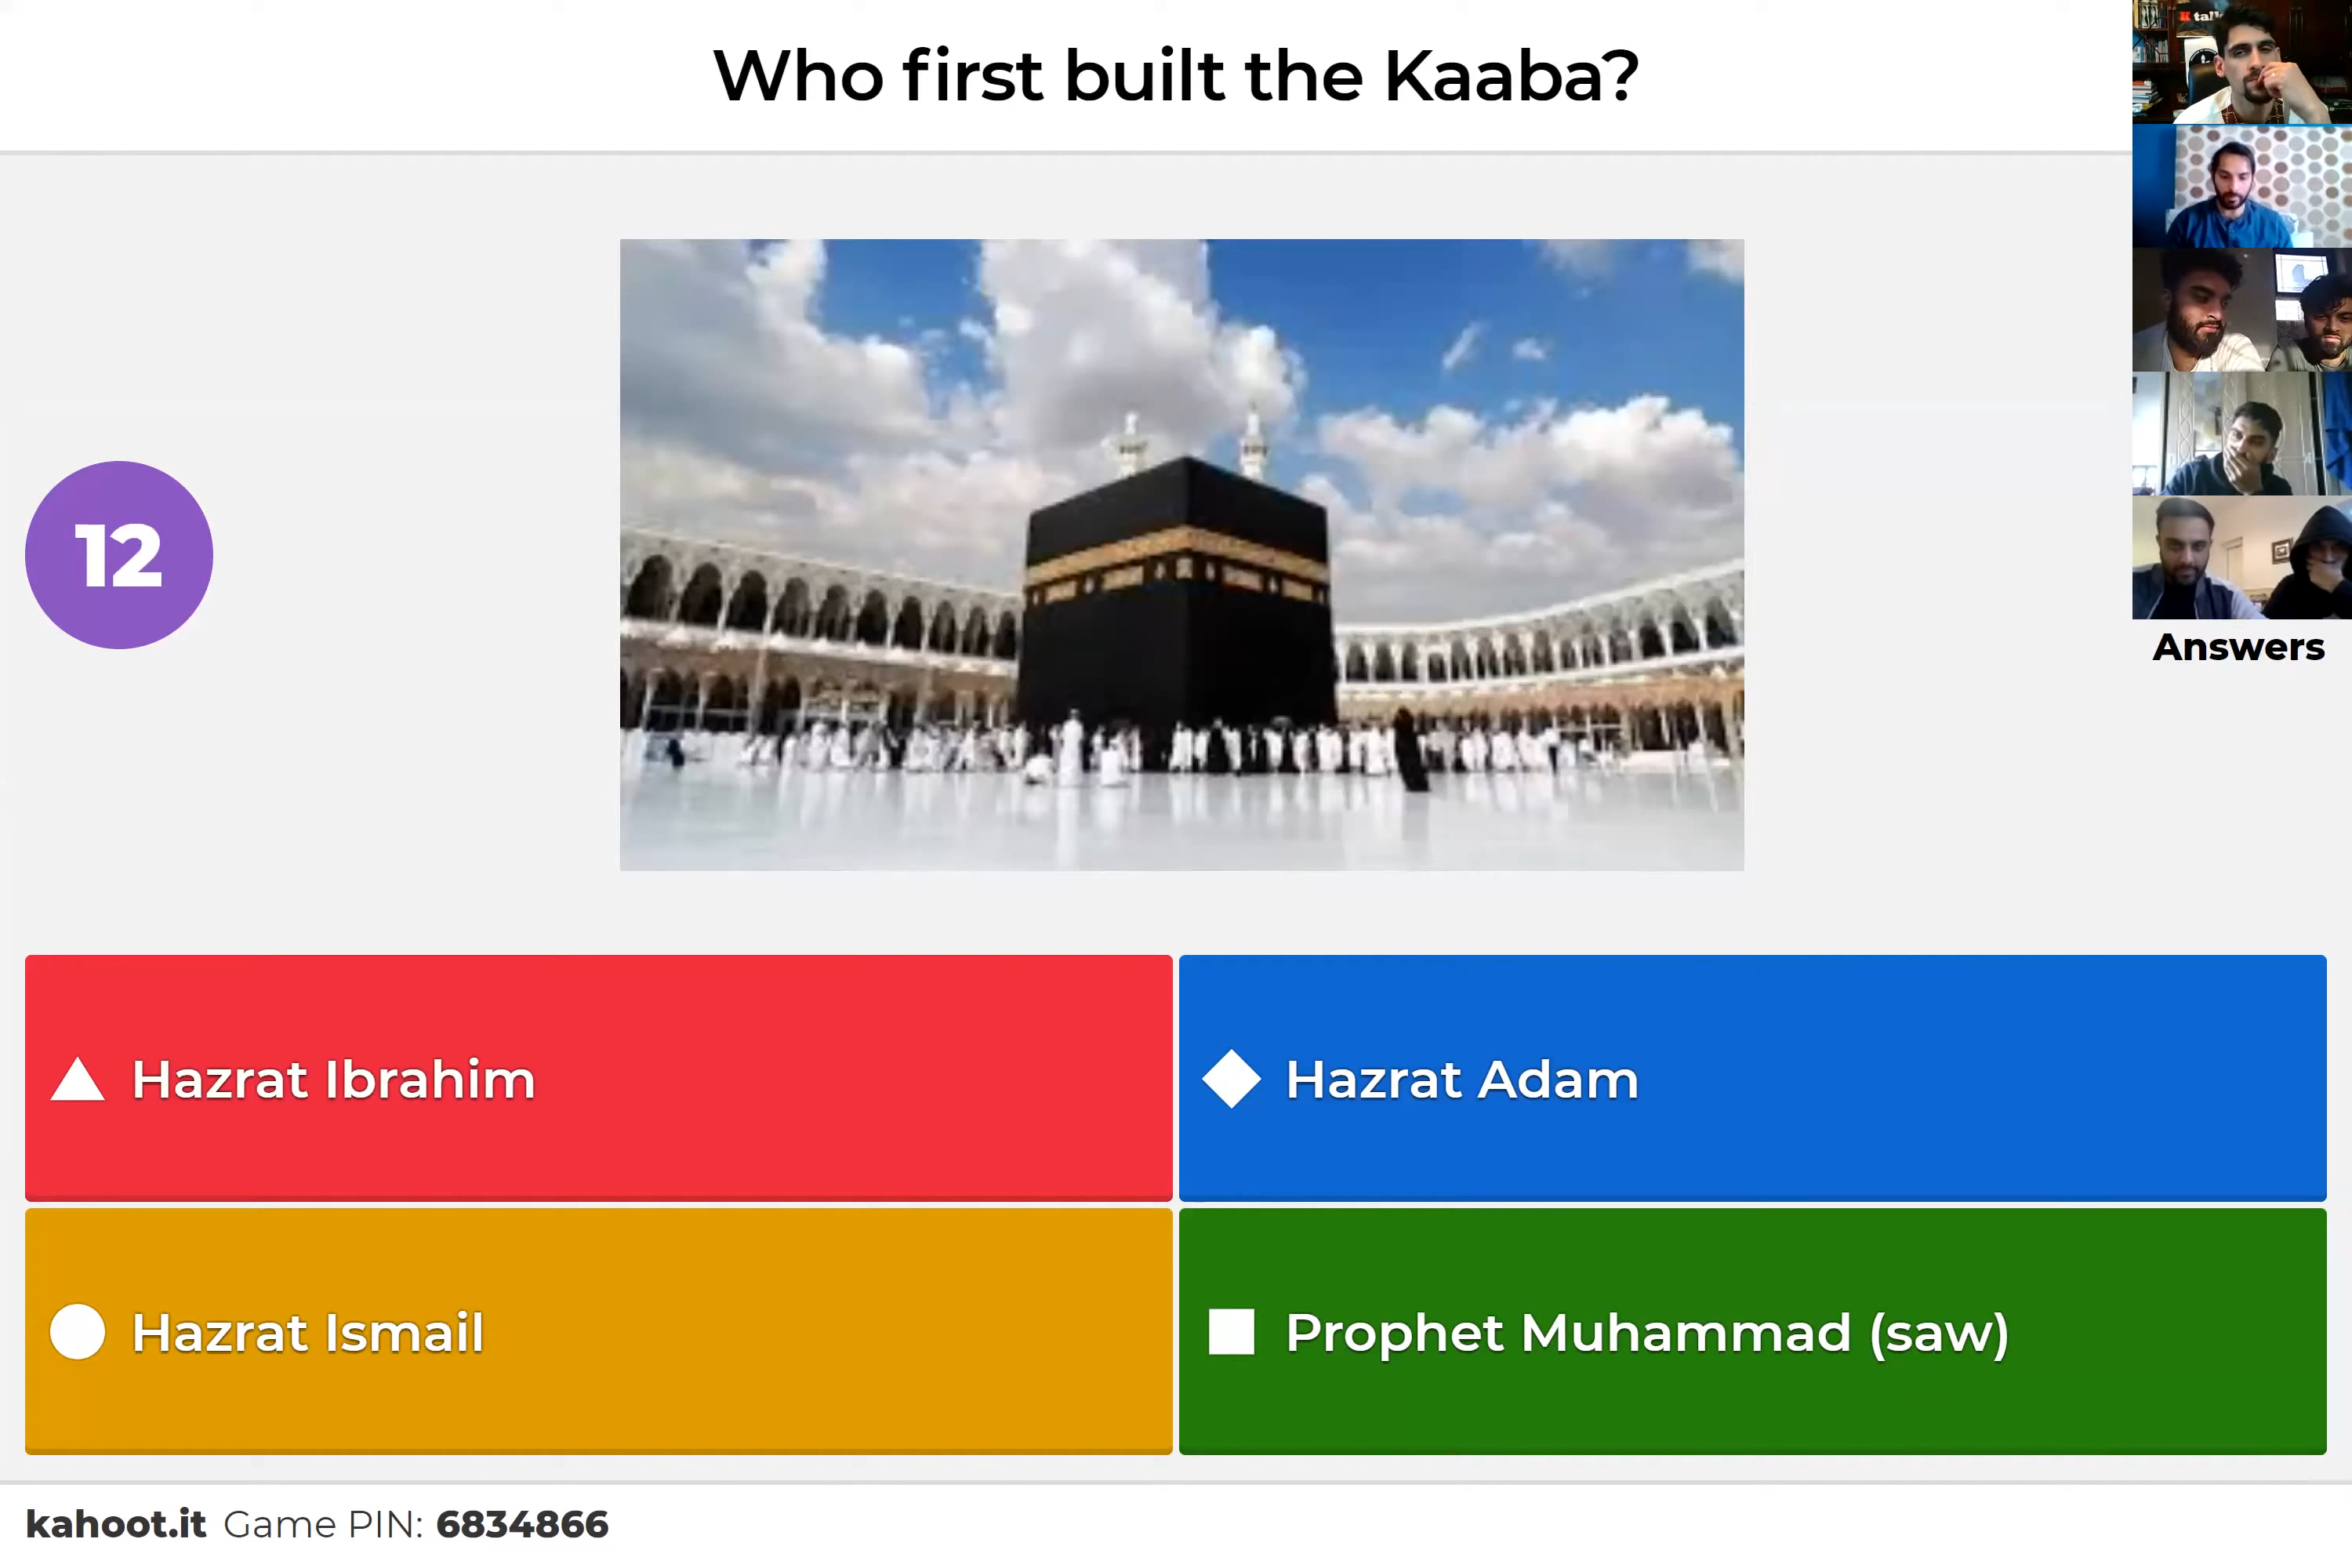 Who first built the Kaaba?
K talk
12
Answers
Hazrat Ibrahim
Hazrat Adam
Hazrat Ismail
Prophet Muhammad (saw)
kahoot.it Game PIN: 6834866